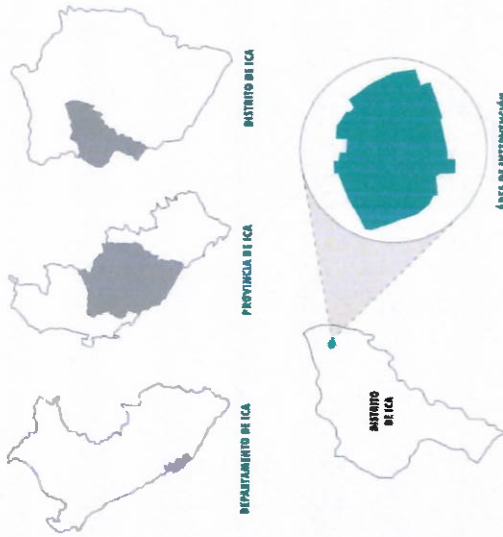 DEPARTAMENTO DE ICA
PROVINCIA DE ICA
DISTRITO DE ICA
DISTRITO
DE ICA
ÁREA DE INTERVENCIÓN